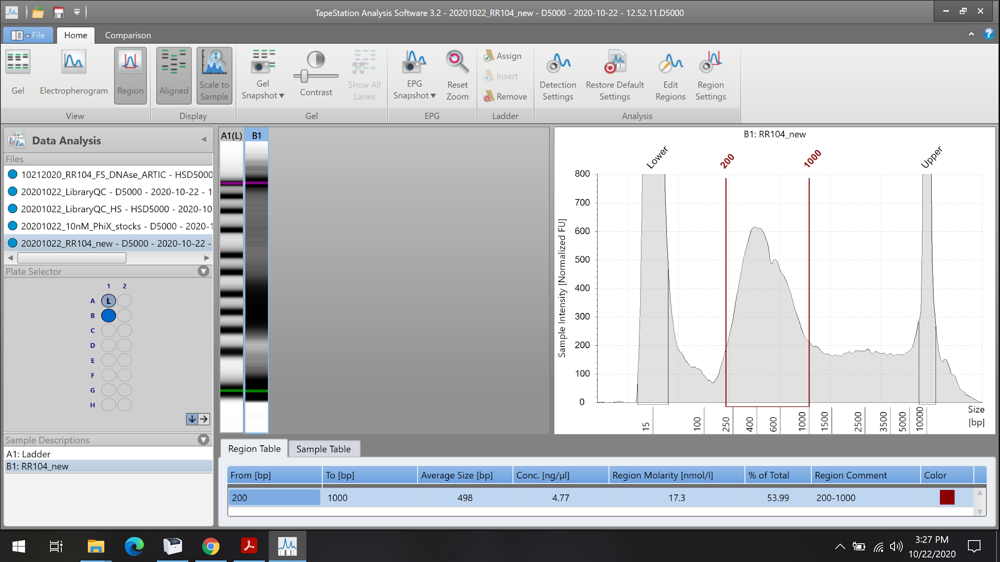 TapeStation Analysis Software 3.2 - 20201022_RR104_new - D5000 - 2020-10-22 - 12.52.11.D5000
File Home Comparison
Gel Electropherogram Region Aligned Scale to Sample Gel Snapshot Contrast Show All Lanes EPG Snapshot Reset Zoom Assign Insert Remove Detection Settings Restore Default Settings Edit Regions Region Settings
View Display Gel EPG Ladder Analysis
Data Analysis
Files
10212020_RR104_FS_DNAse_ARTIC - HSD5000
20201022_LibraryQC - D5000 - 2020-10-22 - 1
20201022_LibraryQC_HS - HSD5000 - 2020-10
20201022_10nM_PhiX_stocks - D5000 - 2020-1
20201022_RR104_new - D5000 - 2020-10-22 -
Plate Selector
1 2
A L
B
C
D
E
F
G
H
Sample Descriptions
A1: Ladder
B1: RR104_new
A1(L) B1
B1: RR104_new
Lower 200 1000 Upper
Sample Intensity [Normalized FU]
800
700
600
500
400
300
200
100
0
15 100 250 400 600 1000 1500 2500 3500 5000 10000
Size
[bp]
Region Table Sample Table
From [bp] To [bp] Average Size [bp] Conc. [ng/µl] Region Molarity [nmol/l] % of Total Region Comment Color
200 1000 498 4.77 17.3 53.99 200-1000
3:27 PM
10/22/2020